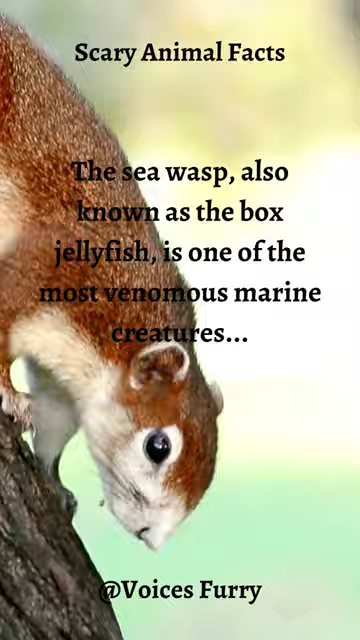 Scary Animal Facts
The sea wasp, also
known as the box
jellyfish, is one of the
most venomous marine
creatures...
@Voices Furry